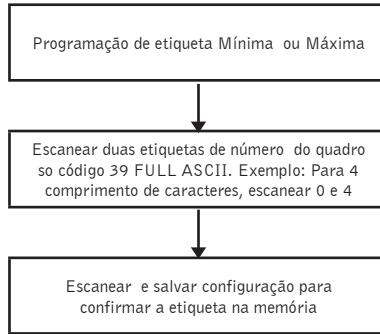 Programação de etiqueta Mínima ou Máxima
Escanear duas etiquetas de número do quadro
so código 39 FULL ASCII. Exemplo: Para 4
comprimento de caracteres, escanear 0 e 4
Escanear e salvar configuração para
confirmar a etiqueta na memória